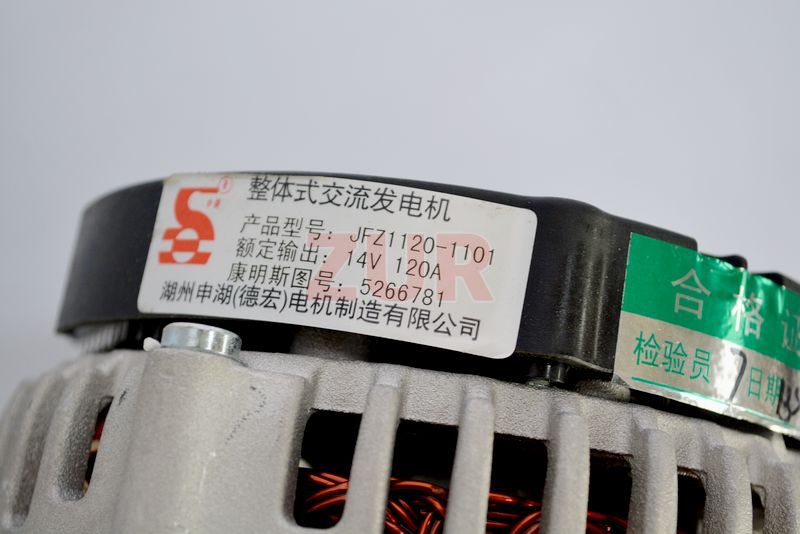 整体式交流发电机
产品型号: JFZ1120-1101
额定输出: 14V 120A
康明斯图号: 5266781
湖州申湖(德宏)电机制造有限公司
ZUR
合格证
检验员 7 日期